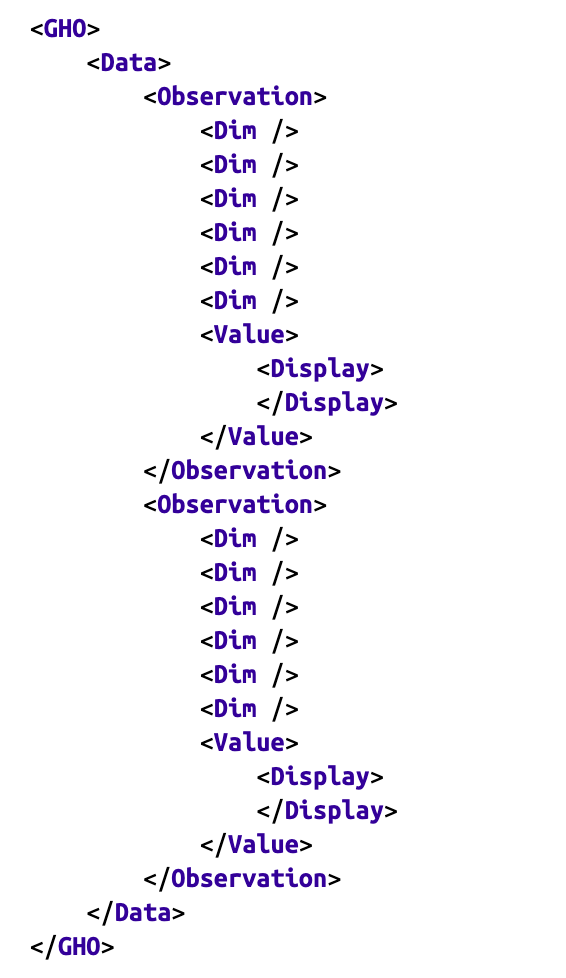 <GHO>
    <Data>
        <Observation>
            <Dim />
            <Dim />
            <Dim />
            <Dim />
            <Dim />
            <Dim />
            <Value>
                <Display>
                </Display>
            </Value>
        </Observation>
        <Observation>
            <Dim />
            <Dim />
            <Dim />
            <Dim />
            <Dim />
            <Dim />
            <Value>
                <Display>
                </Display>
            </Value>
        </Observation>
    </Data>
</GHO>